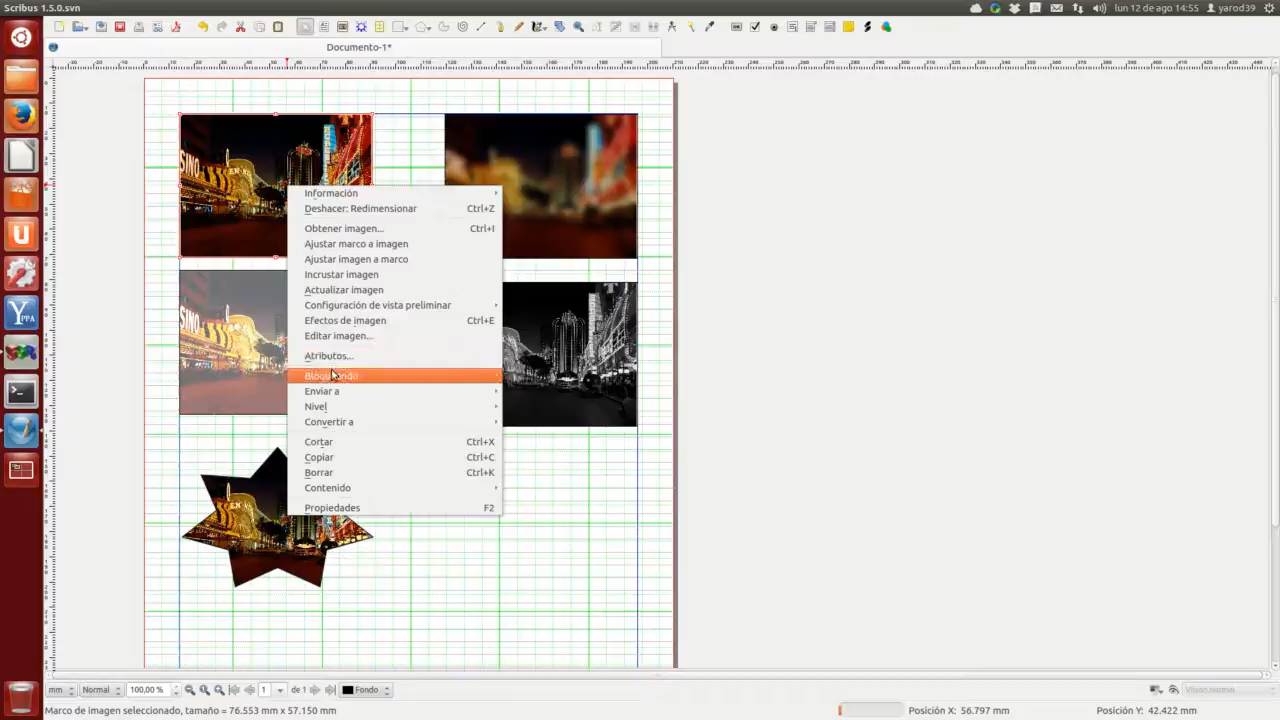 Scribus 1.5.0.svn
lun 12 de ago 14:55
yarod39
Documento-1*
Información
Deshacer: Redimensionar Ctrl+Z
Obtener imagen... Ctrl+I
Ajustar marco a imagen
Ajustar imagen a marco
Incrustar imagen
Actualizar imagen
Configuración de vista preliminar
Efectos de imagen Ctrl+E
Editar imagen...
Atributos...
Enviar a
Nivel
Convertir a
Cortar Ctrl+X
Copiar Ctrl+C
Borrar Ctrl+K
Contenido
Propiedades F2
mm Normal 100,00 % 1 de 1 Fondo Visión normal
Marco de imagen seleccionado, tamaño = 76.553 mm x 57.150 mm Posición X: 56.797 mm Posición Y: 42.422 mm